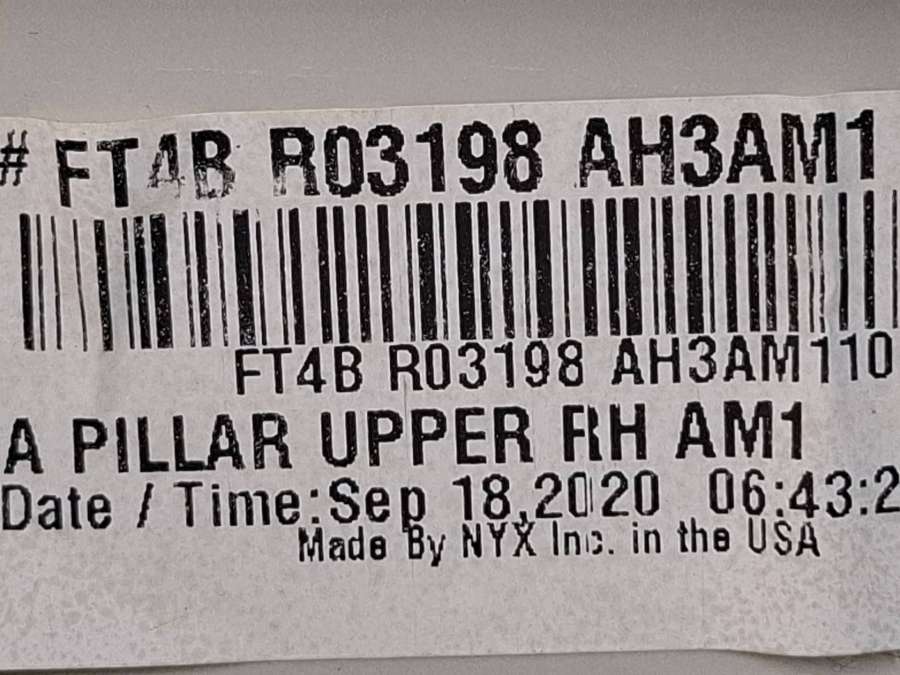 # FT4B R03198 AH3AM1
FT4B R03198 AH3AM110
A PILLAR UPPER RH AM1
Date / Time:Sep 18,2020 06:43:2
Made By NYX Inc. in the USA